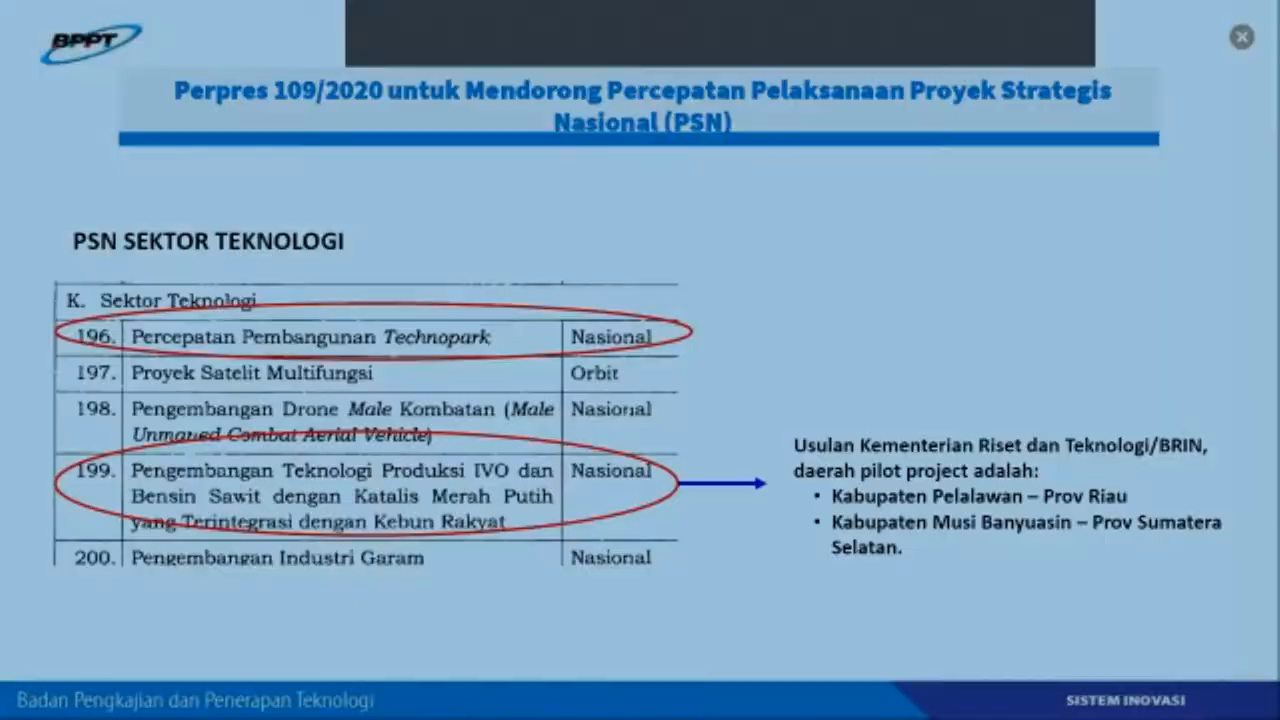 BPPT
Perpres 109/2020 untuk Mendorong Percepatan Pelaksanaan Proyek Strategis
Nasional (PSN)
PSN SEKTOR TEKNOLOGI
K. Sektor Teknologi
196. Percepatan Pembangunan Technopark Nasional
197. Proyek Satelit Multifungsi Orbit
198. Pengembangan Drone Male Kombatan (Male Nasional
Unmaned Combat Aerial Vehicle)
199. Pengembangan Teknologi Produksi IVO dan Nasional
Bensin Sawit dengan Katalis Merah Putih
yang Terintegrasi dengan Kebun Rakyat
200. Pengembangan Industri Garam Nasional
Usulan Kementerian Riset dan Teknologi/BRIN,
daerah pilot project adalah:
• Kabupaten Pelalawan – Prov Riau
• Kabupaten Musi Banyuasin – Prov Sumatera
Selatan.
Badan Pengkajian dan Penerapan Teknologi
SISTEM INOVASI